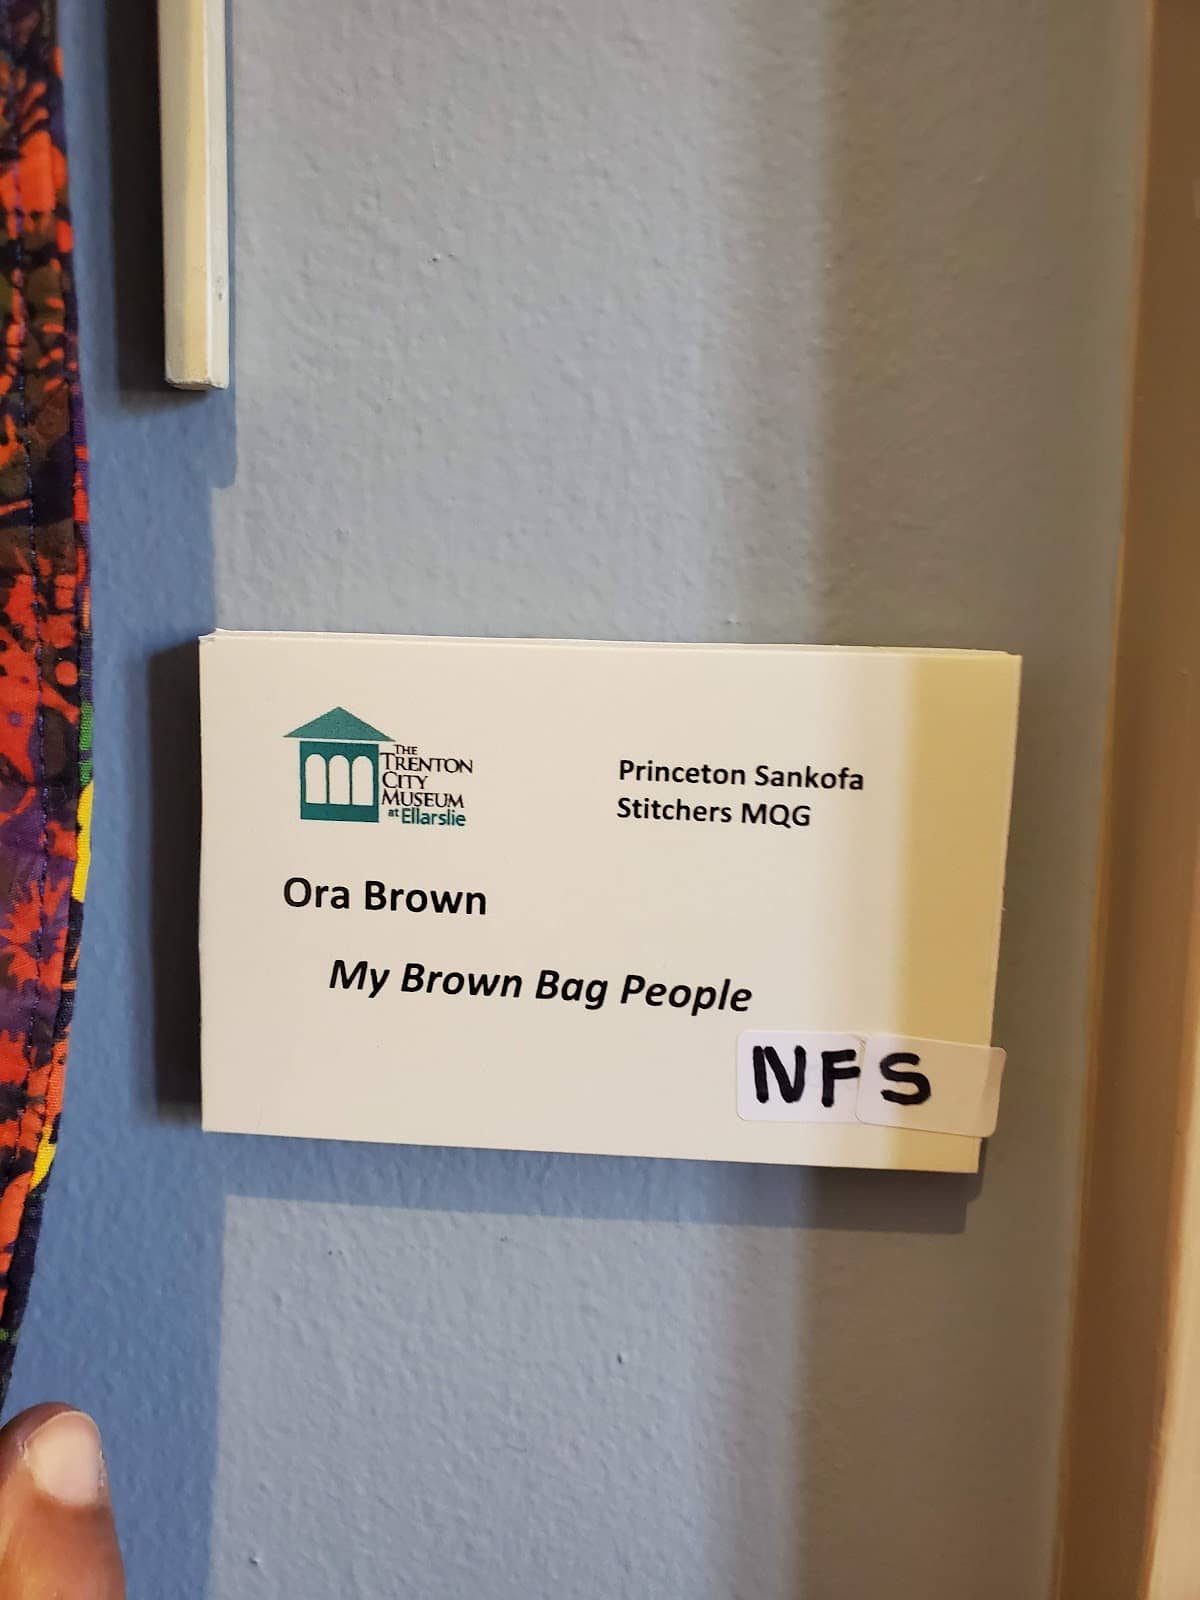 THE
TRENTON
CITY
MUSEUM
at Ellarslie
Princeton Sankofa
Stitchers MQG
Ora Brown
My Brown Bag People
NFS